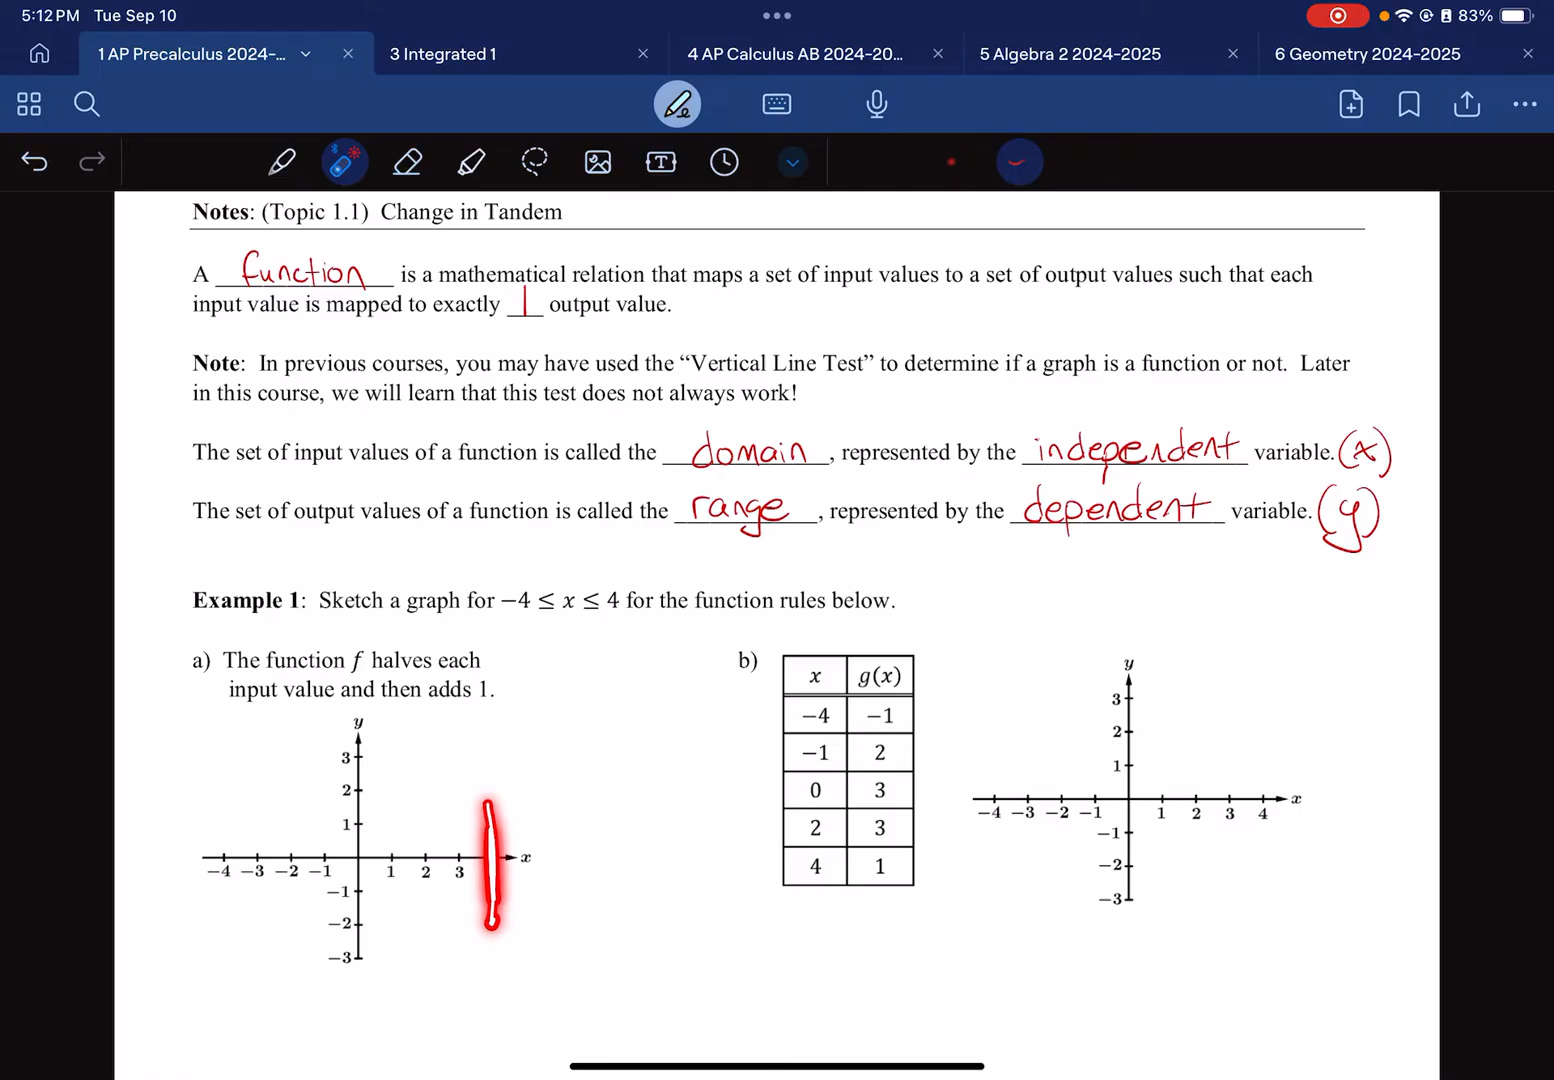 5:12 PM Tue Sep 10
83%
1 AP Precalculus 2024-...
3 Integrated 1
4 AP Calculus AB 2024-20...
5 Algebra 2 2024-2025
6 Geometry 2024-2025
Notes: (Topic 1.1) Change in Tandem
A function is a mathematical relation that maps a set of input values to a set of output values such that each
input value is mapped to exactly 1 output value.
Note: In previous courses, you may have used the “Vertical Line Test” to determine if a graph is a function or not. Later
in this course, we will learn that this test does not always work!
The set of input values of a function is called the domain, represented by the independent variable. (x)
The set of output values of a function is called the range, represented by the dependent variable. (y)
Example 1: Sketch a graph for −4 ≤ x ≤ 4 for the function rules below.
a) The function f halves each
input value and then adds 1.
y
3
2
1
x
−4 −3 −2 −1 1 2 3
−1
−2
−3
b)
x g(x)
−4 −1
−1 2
0 3
2 3
4 1
y
3
2
1
x
−4 −3 −2 −1 1 2 3 4
−1
−2
−3